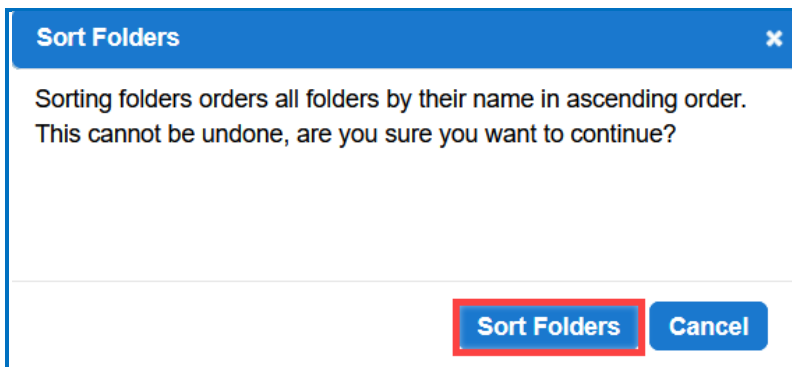 Sort Folders ×
Sorting folders orders all folders by their name in ascending order.
This cannot be undone, are you sure you want to continue?
Sort Folders Cancel